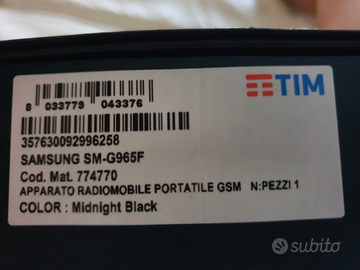 TIM
8 033779 043376
357630092996258
SAMSUNG SM-G965F
Cod. Mat. 774770
APPARATO RADIOMOBILE PORTATILE GSM N:PEZZI 1
COLOR : Midnight Black
subito